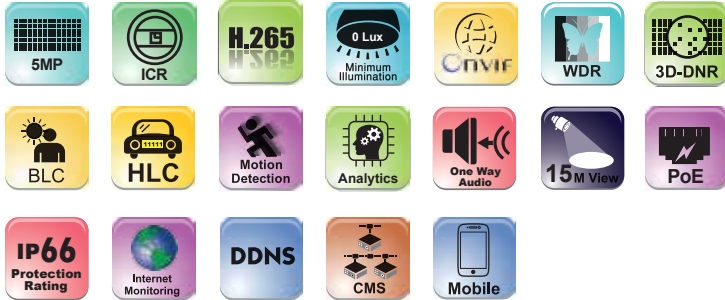 5MP
ICR
H.265
0 Lux
Minimum
Illumination
Onvif
WDR
3D-DNR
BLC
HLC
Motion
Detection
Analytics
One Way
Audio
15M View
PoE
IP66
Protection
Rating
Internet
Monitoring
DDNS
CMS
Mobile